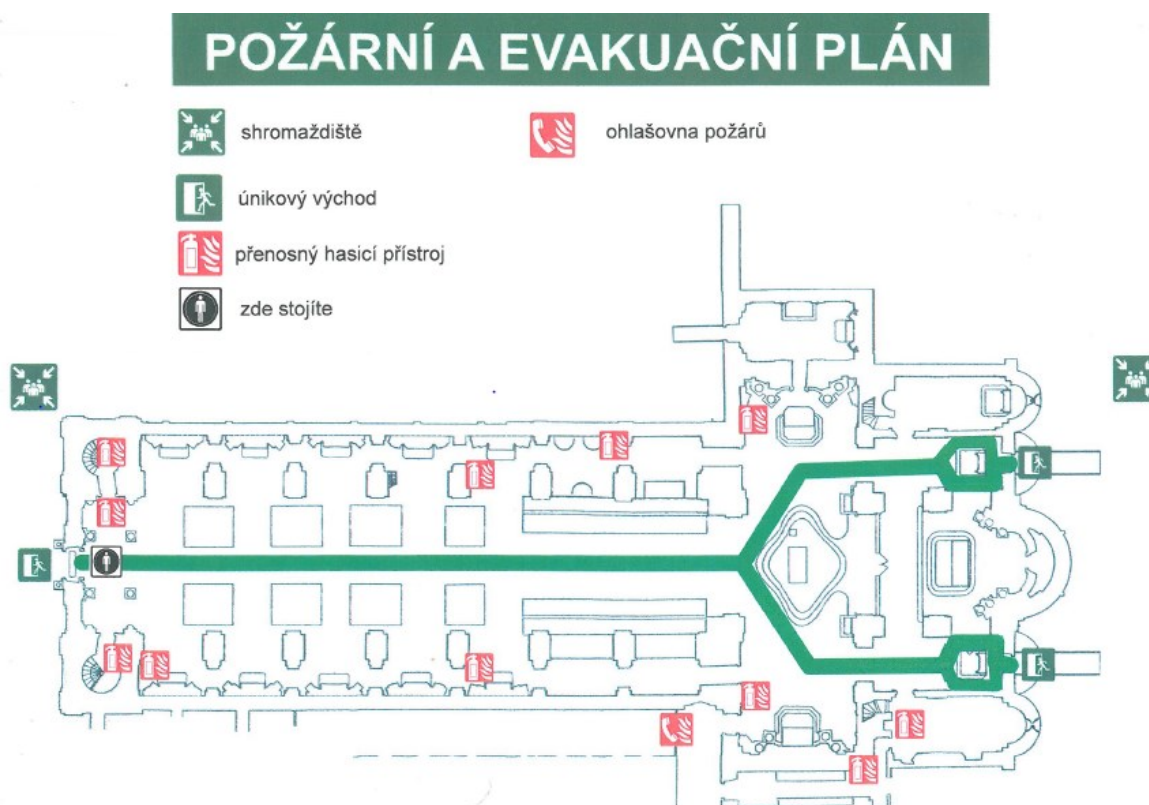 POŽÁRNÍ A EVAKUAČNÍ PLÁN
shromaždiště
ohlašovna požárů
únikový východ
přenosný hasicí přístroj
zde stojíte